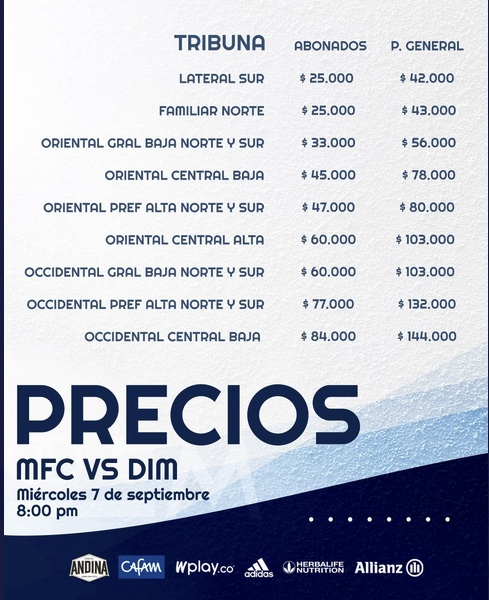 TRIBUNA ABONADOS P. GENERAL
LATERAL SUR $ 25.000 $ 42.000
FAMILIAR NORTE $ 25.000 $ 43.000
ORIENTAL GRAL BAJA NORTE Y SUR $ 33.000 $ 56.000
ORIENTAL CENTRAL BAJA $ 45.000 $ 78.000
ORIENTAL PREF ALTA NORTE Y SUR $ 47.000 $ 80.000
ORIENTAL CENTRAL ALTA $ 60.000 $ 103.000
OCCIDENTAL GRAL BAJA NORTE Y SUR $ 60.000 $ 103.000
OCCIDENTAL PREF ALTA NORTE Y SUR $ 77.000 $ 132.000
OCCIDENTAL CENTRAL BAJA $ 84.000 $ 144.000
PRECIOS
MFC VS DIM
Miércoles 7 de septiembre
8:00 pm
ANDINA CAFAM Wplay.co adidas HERBALIFE NUTRITION Allianz